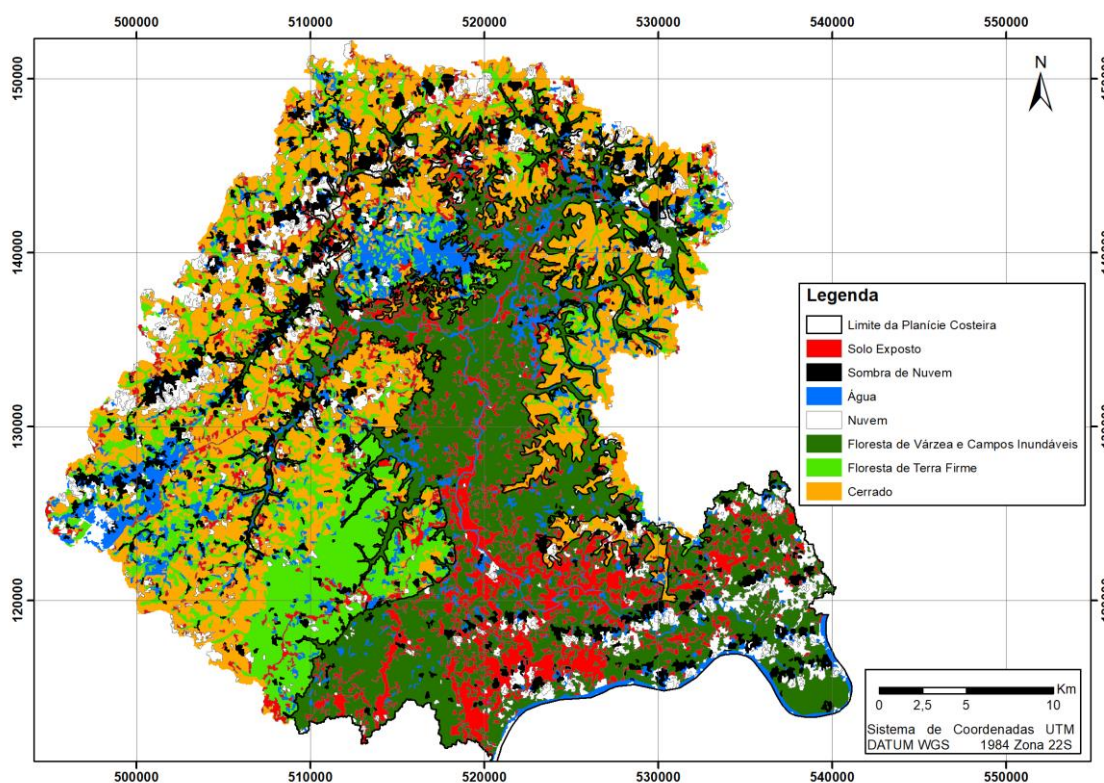 500000 510000 520000 530000 540000 550000
150000
140000
130000
120000
N
Legenda
Limite da Planície Costeira
Solo Exposto
Sombra de Nuvem
Água
Nuvem
Floresta de Várzea e Campos Inundáveis
Floresta de Terra Firme
Cerrado
Km
0 2,5 5 10
Sistema de Coordenadas UTM
DATUM WGS 1984 Zona 22S
500000 510000 520000 530000 540000 550000